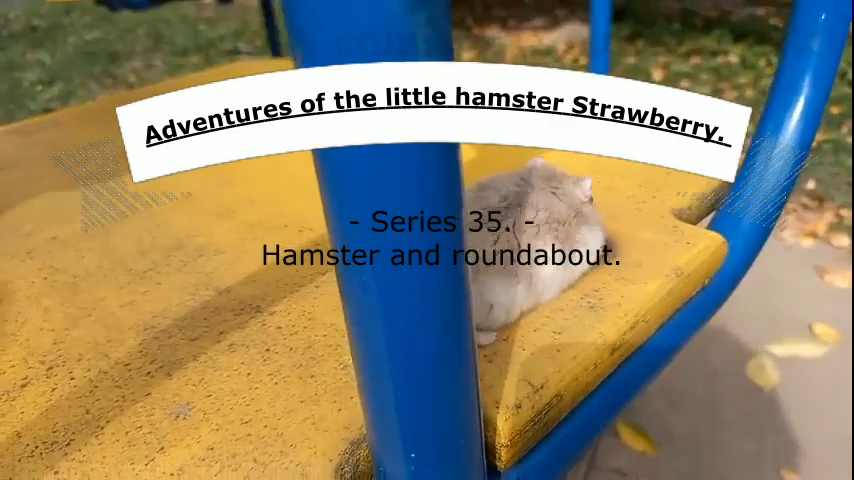 Adventures of the little hamster Strawberry.
- Series 35. -
Hamster and roundabout.